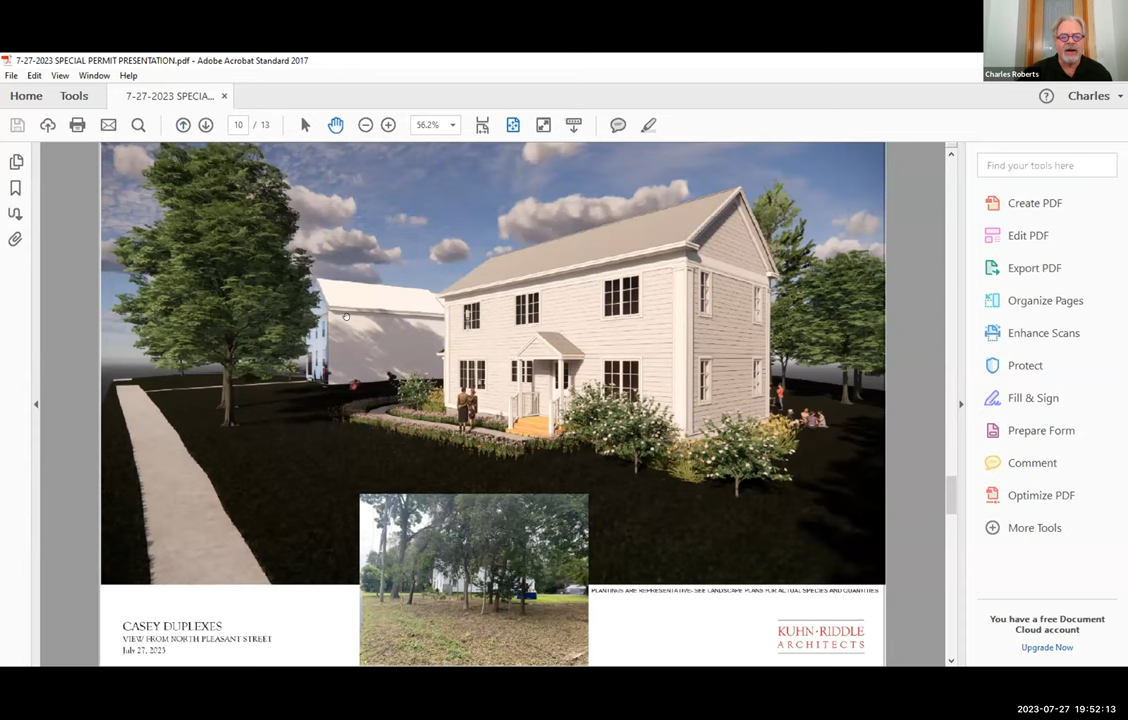 Charles Roberts
7-27-2023 SPECIAL PERMIT PRESENTATION.pdf - Adobe Acrobat Standard 2017
File Edit View Window Help
Home Tools 7-27-2023 SPECIA... × Charles
10 / 13 56.2%
Find your tools here
Create PDF
Edit PDF
Export PDF
Organize Pages
Enhance Scans
Protect
Fill & Sign
Prepare Form
Comment
Optimize PDF
More Tools
PLANTINGS ARE REPRESENTATIVE- SEE LANDSCAPE PLANS FOR ACTUAL SPECIES AND QUANTITIES
CASEY DUPLEXES
VIEW FROM NORTH PLEASANT STREET
July 27, 2023
KUHN · RIDDLE
ARCHITECTS
You have a free Document
Cloud account
Upgrade Now
2023-07-27 19:52:13